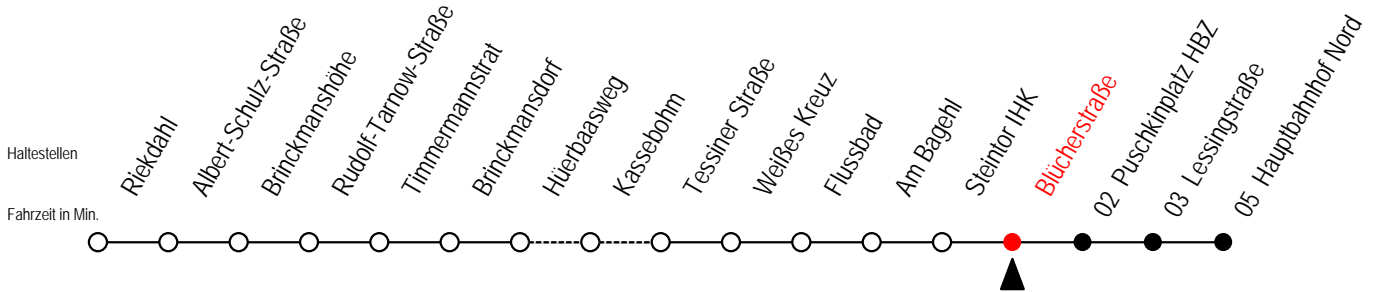 Haltestellen
Fahrzeit in Min.
Riekdahl
Albert-Schulz-Straße
Brinckmanshöhe
Rudolf-Tarnow-Straße
Timmermannstrat
Brinckmansdorf
Hüerbaasweg
Kassebohm
Tessiner Straße
Weißes Kreuz
Flussbad
Am Bagehl
Steintor IHK
Blücherstraße
02 Puschkinplatz HBZ
03 Lessingstraße
05 Hauptbahnhof Nord